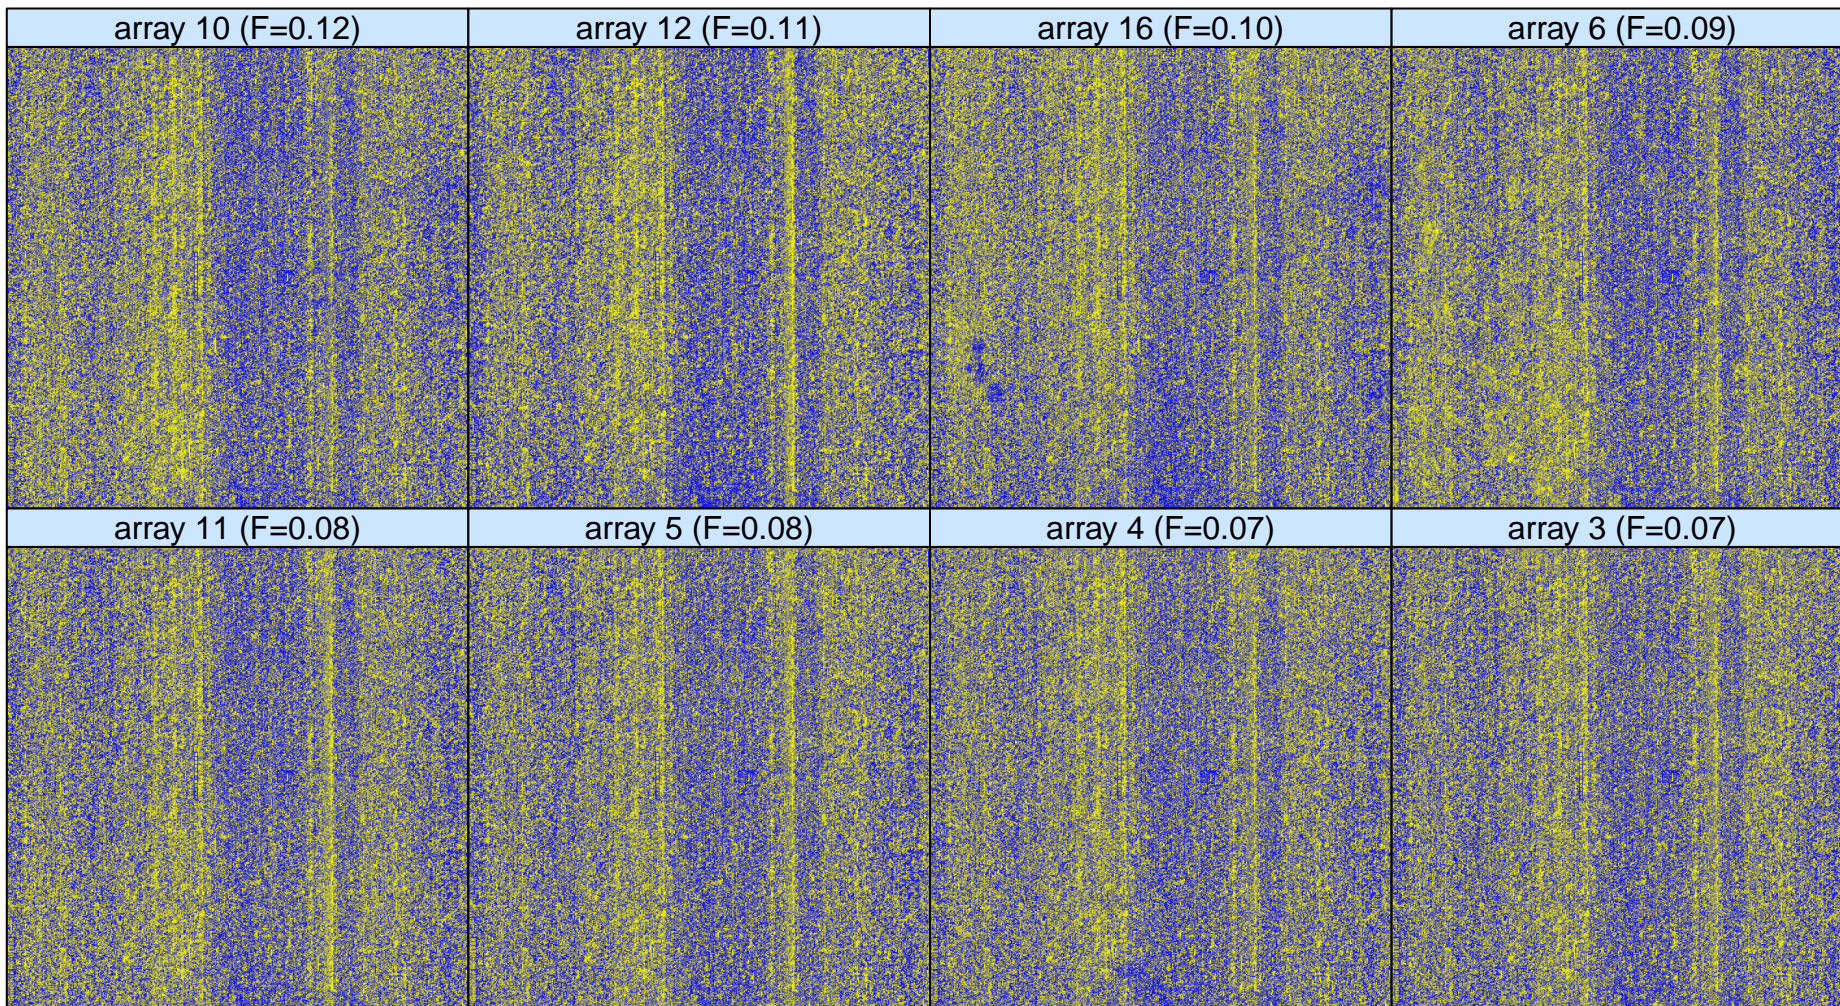 array 10 (F=0.12)
array 12 (F=0.11)
array 16 (F=0.10)
array 6 (F=0.09)
array 11 (F=0.08)
array 5 (F=0.08)
array 4 (F=0.07)
array 3 (F=0.07)